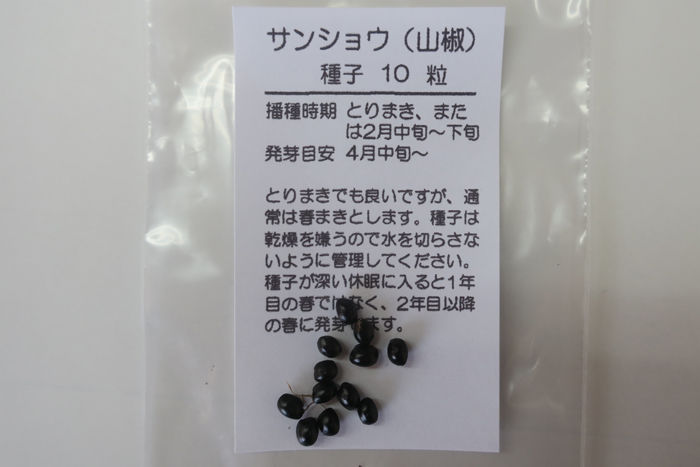 サンショウ（山椒）
種子 10 粒
播種時期 とりまき、また
は2月中旬～下旬
発芽目安 4月中旬～
とりまきでも良いですが、通
常は春まきとします。種子は
乾燥を嫌うので水を切らさな
いように管理してください。
種子が深い休眠に入ると1年
目の春ではなく、2年目以降
の春に発芽します。